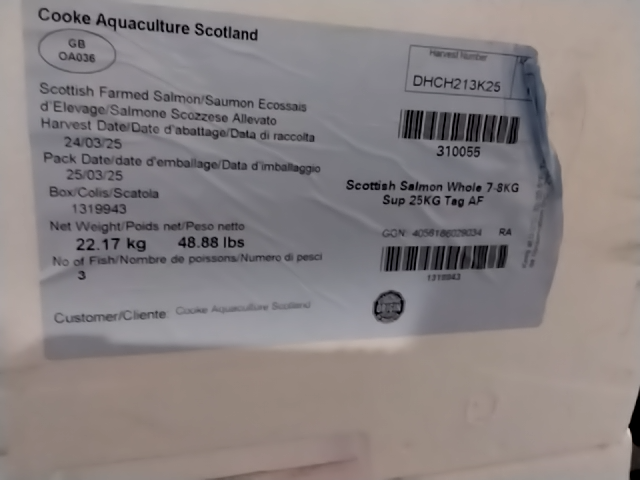 Cooke Aquaculture Scotland
GB
OA036
Harvest Number
DHCH213K25
Scottish Farmed Salmon/Saumon Ecossais
d'Elevage/Salmone Scozzese Allevato
Harvest Date/Date d'abattage/Data di raccolta
24/03/25
Pack Date/date d'emballage/Data d'imballaggio
25/03/25
Box/Colis/Scatola
1319943
Net Weight/Poids net/Peso netto
22.17 kg 48.88 lbs
No of Fish/Nombre de poissons/Numero di pesci
3
Customer/Cliente: Cooke Aquaculture Scotland
310055
Scottish Salmon Whole 7-8KG
Sup 25KG Tag AF
GGN: RA
1319943